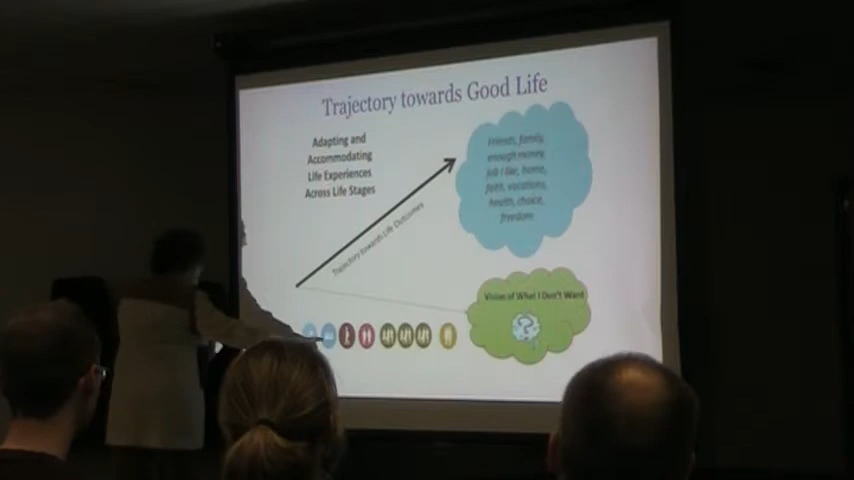 Trajectory towards Good Life
Adapting and
Accommodating
Life Experiences
Across Life Stages
Friends, family,
enough money,
job I like, home,
faith, vacations,
health, choice,
freedom
Trajectory towards Life Outcomes
Vision of What I Don't Want
?